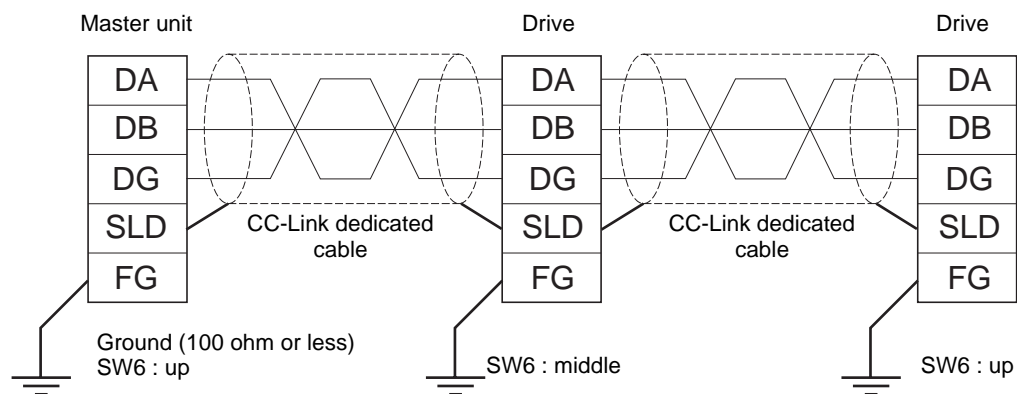 Master unit
Drive
Drive
DA
DB
DG
SLD
FG
DA
DB
DG
SLD
FG
DA
DB
DG
SLD
FG
CC-Link dedicated
cable
CC-Link dedicated
cable
Ground (100 ohm or less)
SW6 : up
SW6 : middle
SW6 : up